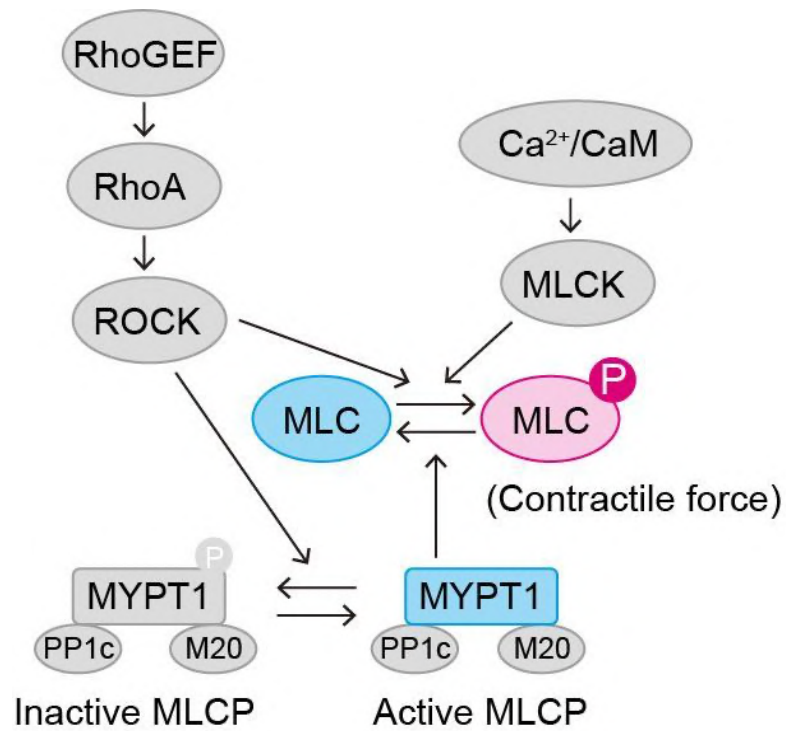 RhoGEF
Ca²⁺/CaM
RhoA
MLCK
ROCK
P
MLC
MLC
(Contractile force)
P
MYPT1
MYPT1
PP1c
M20
PP1c
M20
Inactive MLCP
Active MLCP